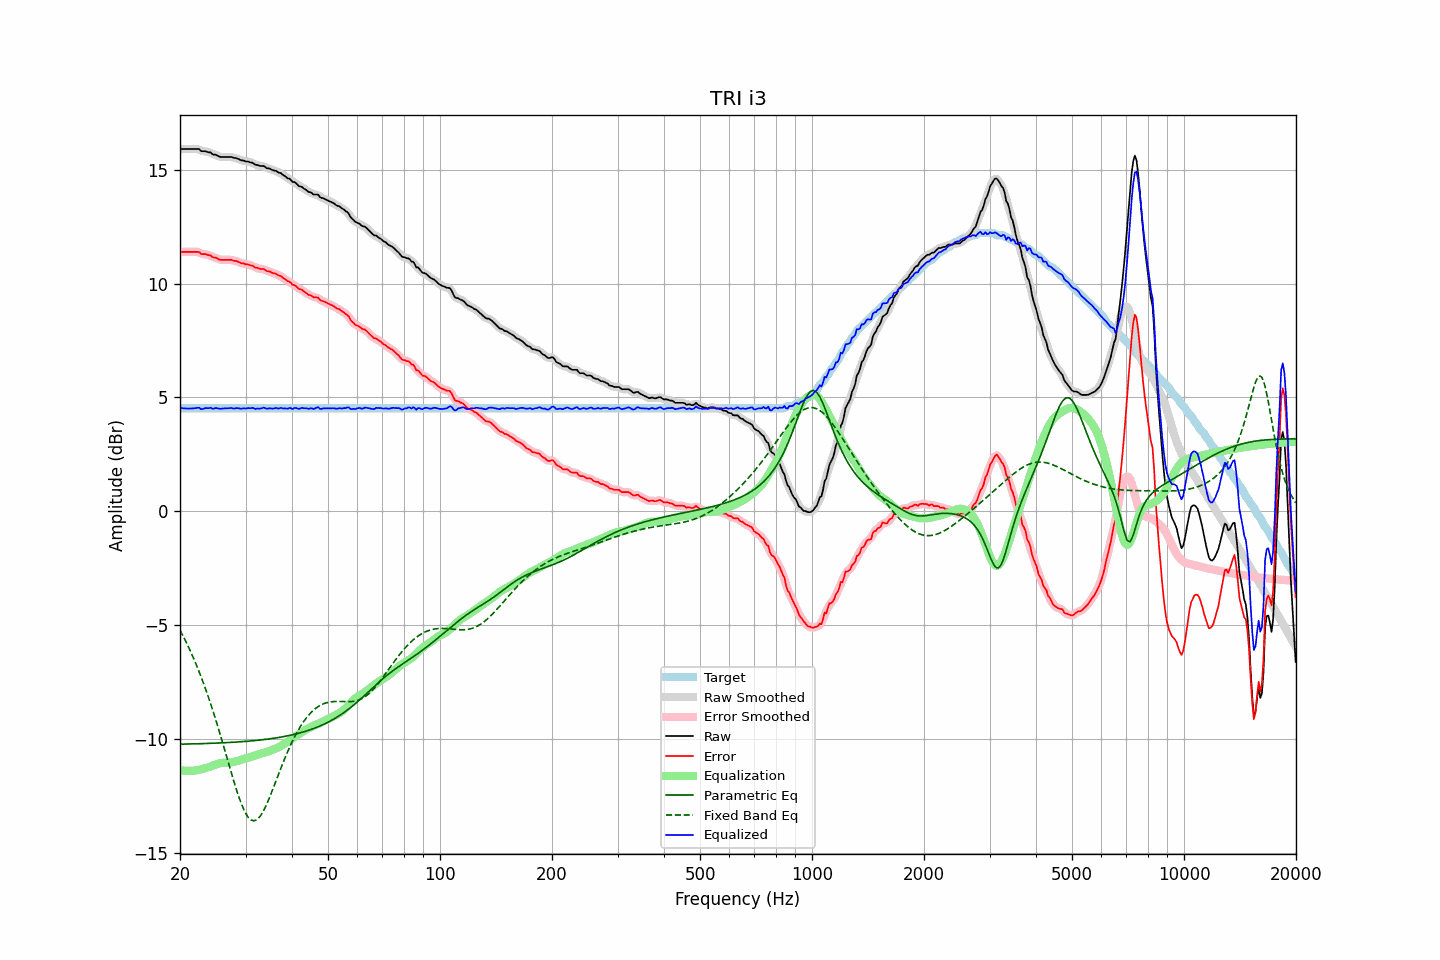 TRI i3
Amplitude (dBr)
15
10
5
0
−5
−10
−15
20
50
100
200
500
1000
2000
5000
10000
20000
Frequency (Hz)
Target
Raw Smoothed
Error Smoothed
Raw
Error
Equalization
Parametric Eq
Fixed Band Eq
Equalized